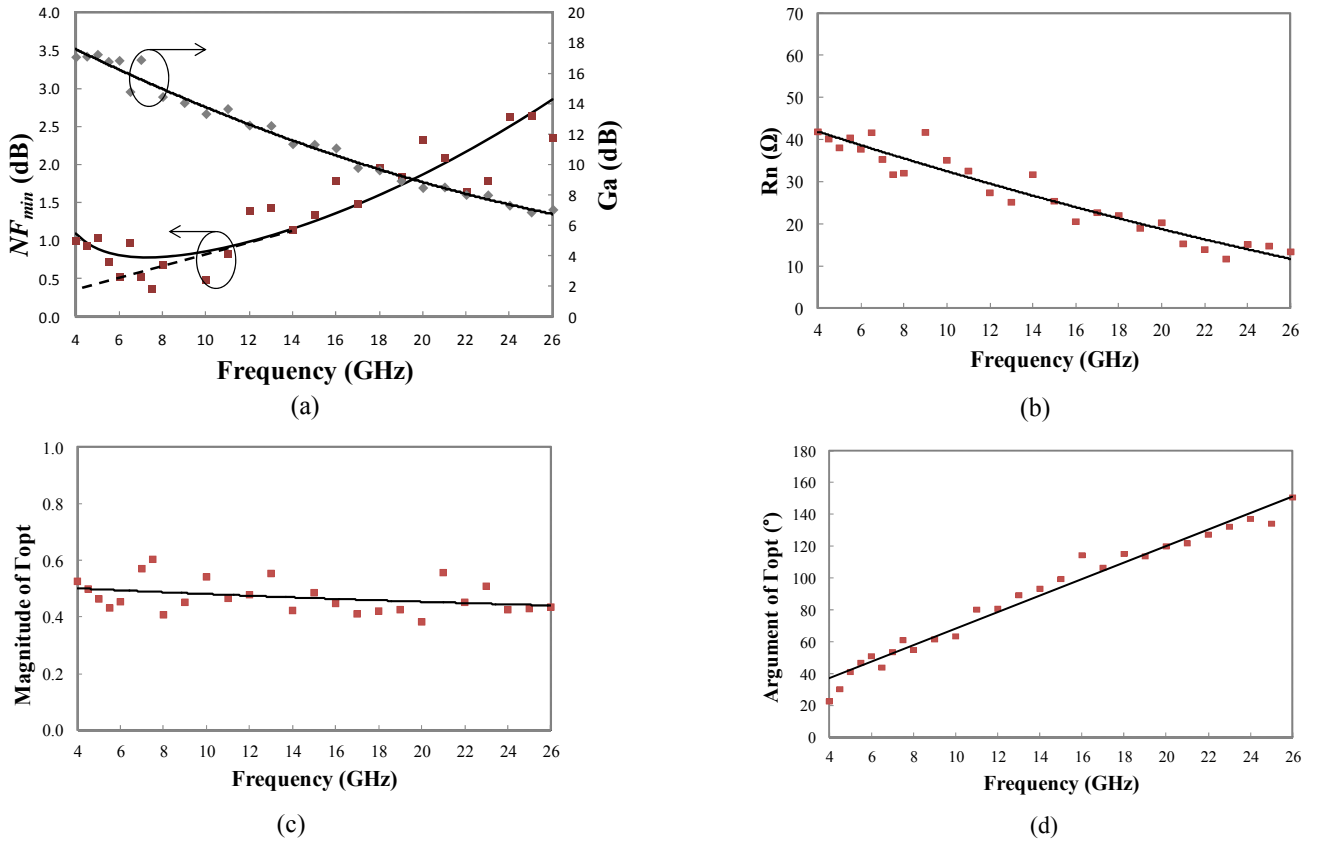 4.0
3.5
3.0
2.5
2.0
1.5
1.0
0.5
0.0
NFmin (dB)
20
18
16
14
12
10
8
6
4
2
0
Ga (dB)
4 6 8 10 12 14 16 18 20 22 24 26
Frequency (GHz)
(a)
70
60
50
40
30
20
10
0
Rn (Ω)
4 6 8 10 12 14 16 18 20 22 24 26
Frequency (GHz)
(b)
1.0
0.8
0.6
0.4
0.2
0.0
Magnitude of Γopt
4 6 8 10 12 14 16 18 20 22 24 26
Frequency (GHz)
(c)
180
160
140
120
100
80
60
40
20
0
Argument of Γopt (°)
4 6 8 10 12 14 16 18 20 22 24 26
Frequency (GHz)
(d)